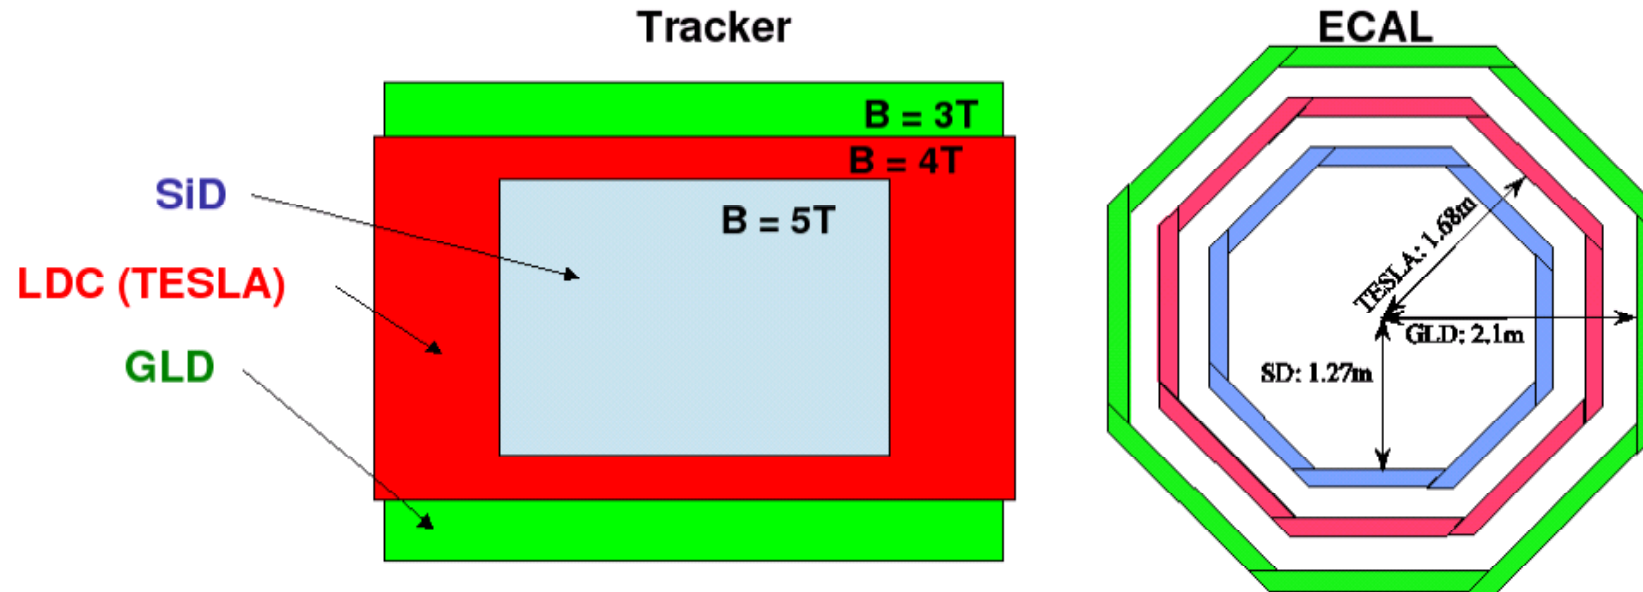 Tracker
ECAL
B = 3T
B = 4T
SiD
B = 5T
LDC (TESLA)
GLD
TESLA: 1.68m
GLD: 2.1m
SD: 1.27m